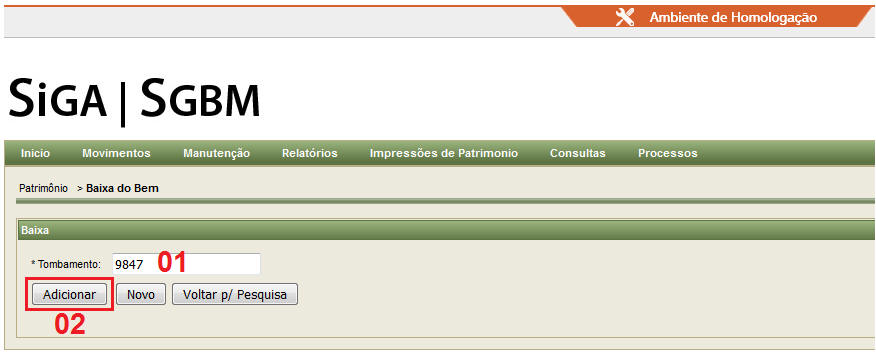 Ambiente de Homologação
SiGA | SGBM
Inicio Movimentos Manutenção Relatórios Impressões de Patrimonio Consultas Processos
Patrimônio > Baixa do Bem
Baixa
* Tombamento: 9847 01
Adicionar Novo Voltar p/ Pesquisa
02